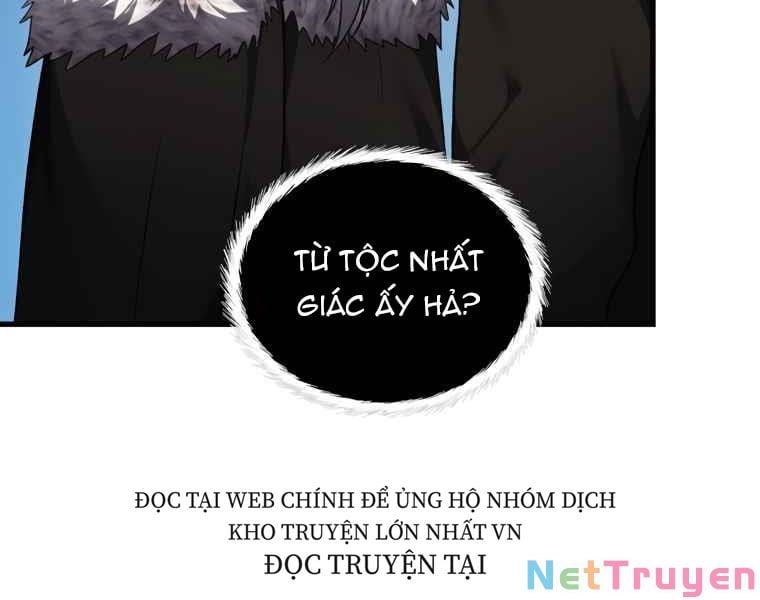 TỪ TỘC NHẤT
GIÁC ẤY HẢ?
ĐỌC TẠI WEB CHÍNH ĐỂ ỦNG HỘ NHÓM DỊCH
KHO TRUYỆN LỚN NHẤT VN
ĐỌC TRUYỆN TẠI
NetTruyen